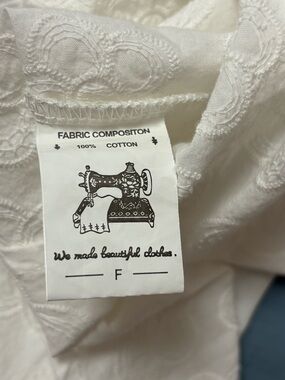 FABRIC COMPOSITON
100% COTTON
We made beautiful clothes.
F